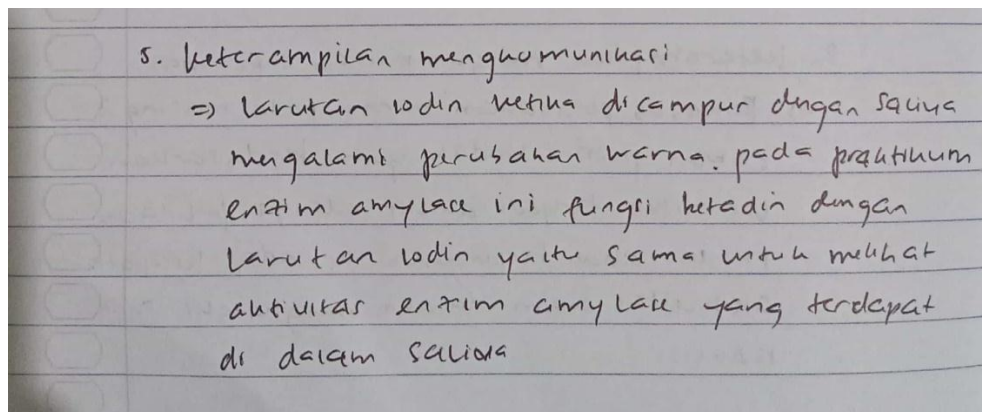 5. keterampilan mengkomunikasi
=> larutan iodin ketika dicampur dengan saliva
mengalami perubahan warna. pada praktikum
enzim amylase ini fungsi betadin dengan
larutan iodin yaitu sama untuk melihat
aktivitas enzim amylase yang terdapat
di dalam saliva